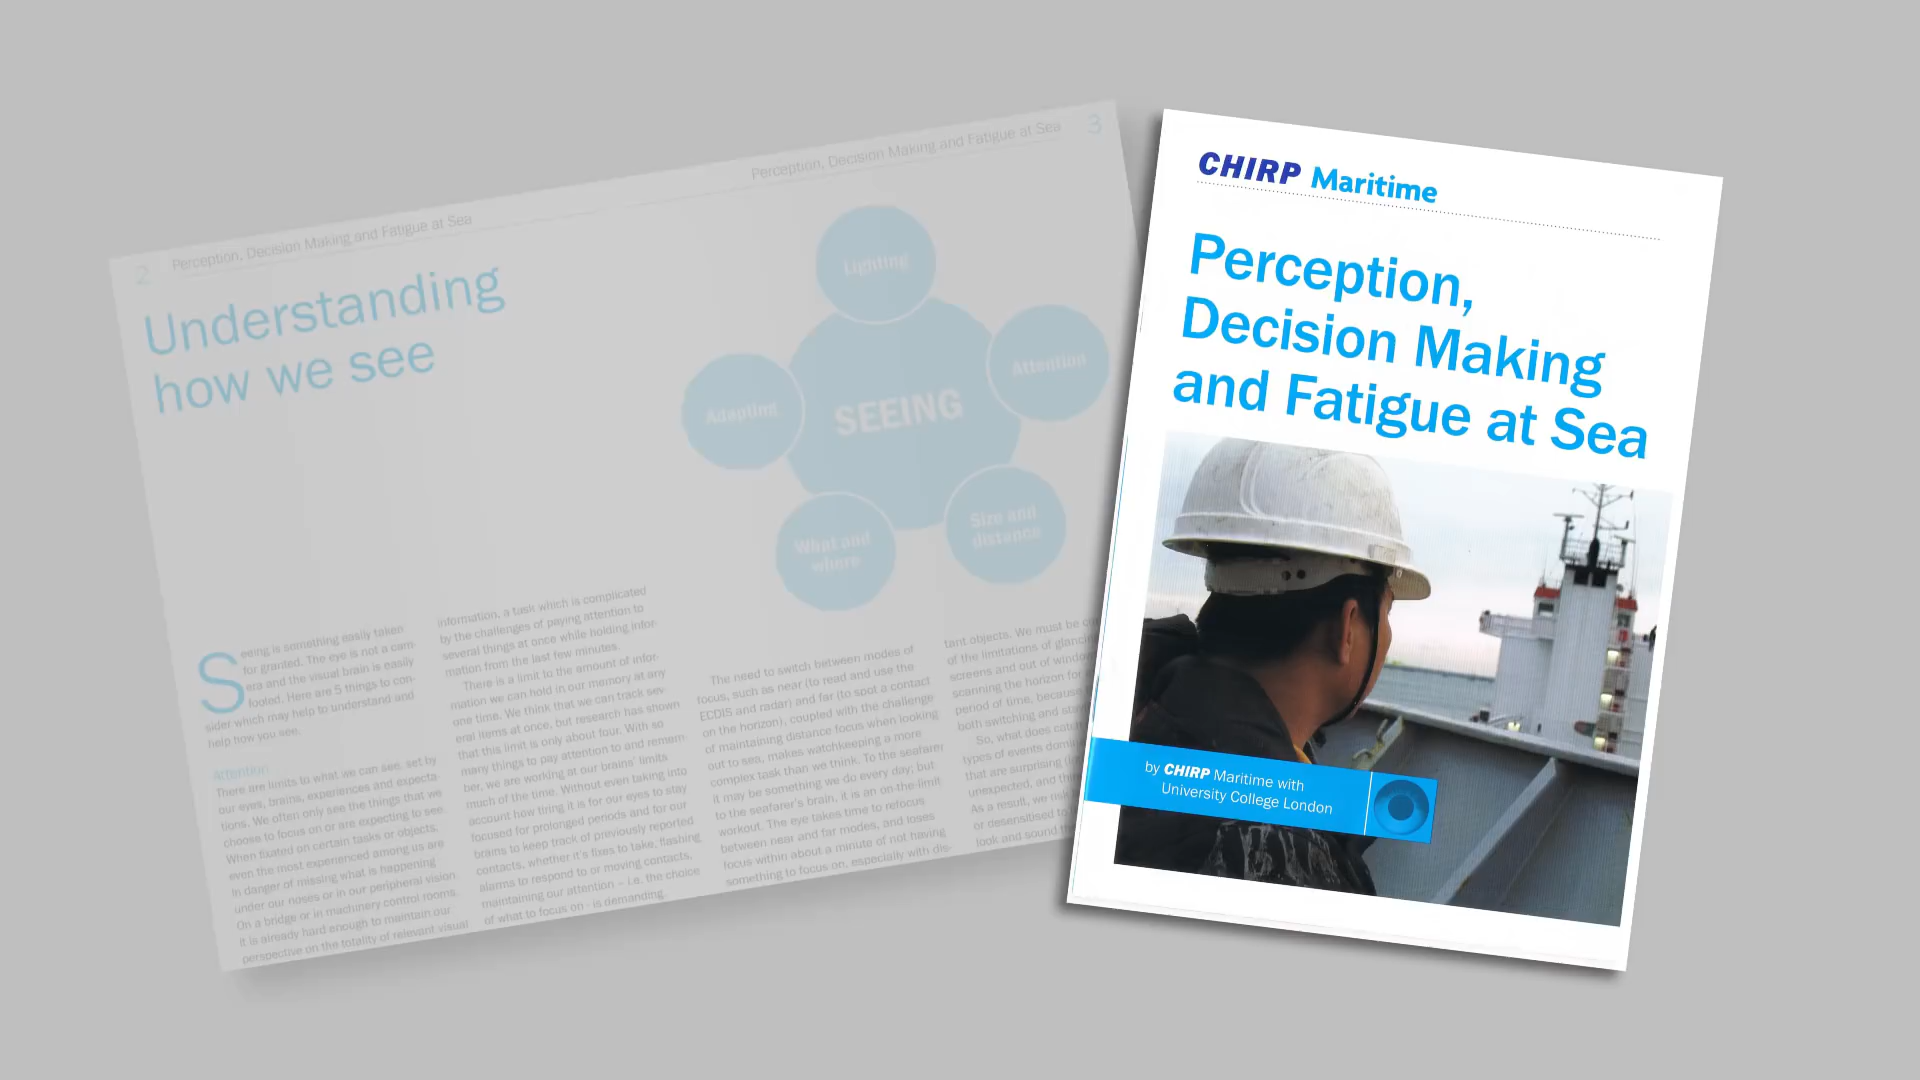 2
Perception, Decision Making and Fatigue at Sea
Understanding
how we see
Seeing is something easily taken
for granted. The eye is not a cam-
era and the visual brain is easily
fooled. Here are 5 things to con-
sider which may help to understand and
help how you see.
Attention
There are limits to what we can see, set by
our eyes, brains, experiences and expecta-
tions. We often only see the things that we
choose to focus on or are expecting to see.
When fixated on certain tasks or objects,
even the most experienced among us are
in danger of missing what is happening
under our noses or in our peripheral vision.
On a bridge or in machinery control rooms,
it is already hard enough to maintain our
perspective on the totality of relevant visual
information, a task which is complicated
by the challenges of paying attention to
several things at once while holding infor-
mation from the last few minutes.
There is a limit to the amount of infor-
mation we can hold in our memory at any
one time. We think that we can track sev-
eral items at once, but research has shown
that this limit is only about four. With so
many things to pay attention to and remem-
ber, we are working at our brains' limits
much of the time. Without even taking into
account how tiring it is for our eyes to stay
focused for prolonged periods and for our
brains to keep track of previously reported
contacts, whether it's fixes to take, flashing
alarms to respond to or moving contacts,
maintaining our attention – i.e. the choice
of what to focus on - is demanding.
Perception, Decision Making and Fatigue at Sea
3
Lighting
Attention
Adapting
SEEING
Size and
distance
What and
where
The need to switch between modes of
focus, such as near (to read and use the
ECDIS and radar) and far (to spot a contact
on the horizon), coupled with the challenge
of maintaining distance focus when looking
out to sea, makes watchkeeping a more
complex task than we think. To the seafarer
it may be something we do every day; but
to the seafarer's brain, it is an on-the-limit
workout. The eye takes time to refocus
between near and far modes, and loses
focus within about a minute of not having
something to focus on, especially with dis-
tant objects. We must be
of the limitations of glancing
screens and out of window
scanning the horizon for
period of time, because
both switching and
So, what does
types of events
that are surprising
unexpected, and
As a result, we
or desensitised to
look and sound
CHIRP Maritime
Perception,
Decision Making
and Fatigue at Sea
by CHIRP Maritime with
University College London